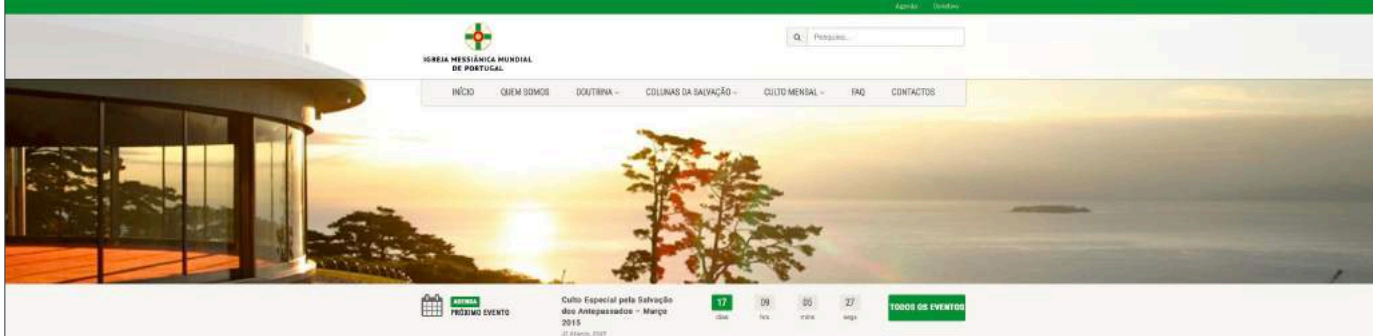 Agenda Donativo
IGREJA MESSIÂNICA MUNDIAL
DE PORTUGAL
Pesquisa...
INÍCIO QUEM SOMOS DOUTRINA COLUNAS DA SALVAÇÃO CULTO MENSAL FAQ CONTACTOS
AGENDA
PRÓXIMO EVENTO
Culto Especial pela Salvação
dos Antepassados – Março
2015
17 09 05 27
dias hrs mins segs
TODOS OS EVENTOS